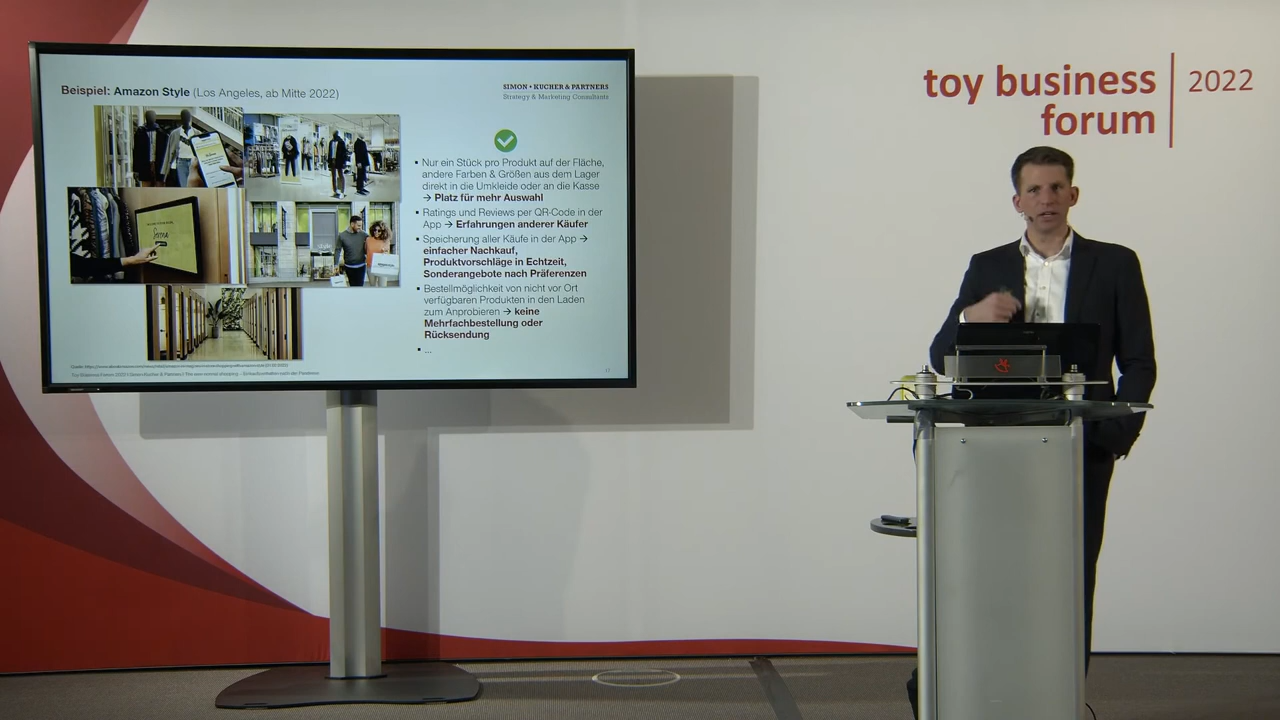 Beispiel: Amazon Style (Los Angeles, ab Mitte 2022)
SIMON • KUCHER & PARTNERS
Strategy & Marketing Consultants
▪ Nur ein Stück pro Produkt auf der Fläche,
andere Farben & Größen aus dem Lager
direkt in die Umkleide oder an die Kasse
→ Platz für mehr Auswahl
▪ Ratings und Reviews per QR-Code in der
App → Erfahrungen anderer Käufer
▪ Speicherung aller Käufe in der App →
einfacher Nachkauf,
Produktvorschläge in Echtzeit,
Sonderangebote nach Präferenzen
▪ Bestellmöglichkeit von nicht vor Ort
verfügbaren Produkten in den Laden
zum Anprobieren → keine
Mehrfachbestellung oder
Rücksendung
▪ ...
toy business
forum
2022